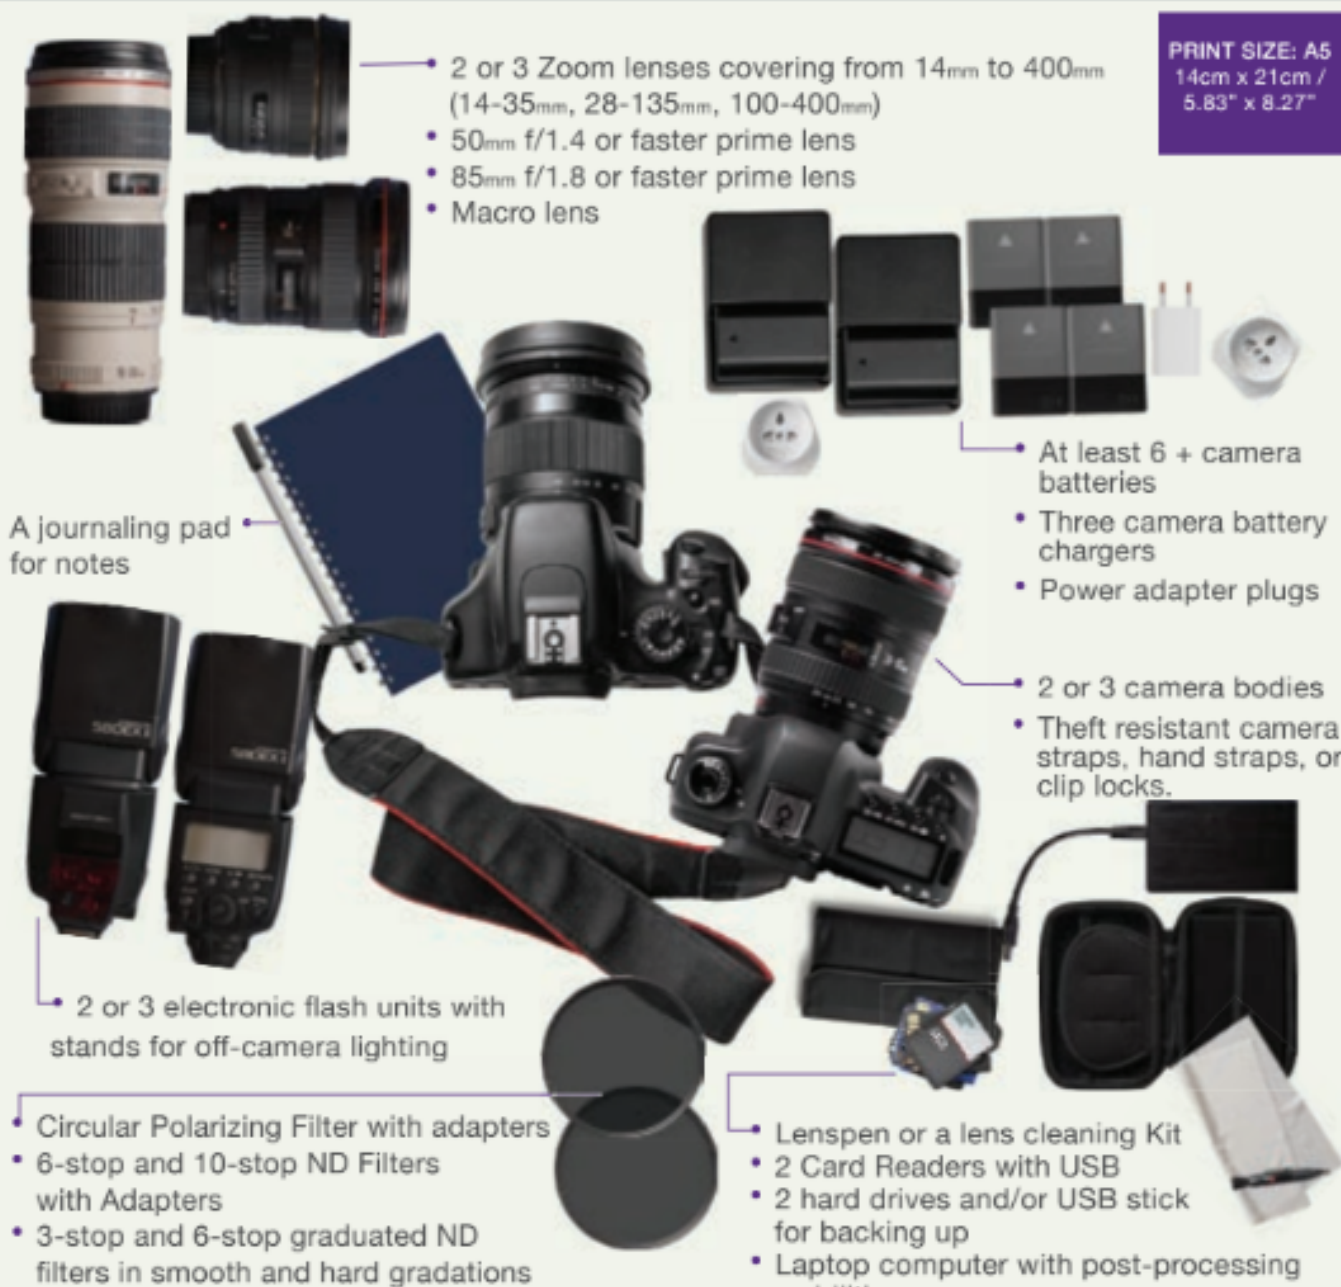 PRINT SIZE: A5
14cm x 21cm /
5.83" x 8.27"
• 2 or 3 Zoom lenses covering from 14mm to 400mm
(14-35mm, 28-135mm, 100-400mm)
• 50mm f/1.4 or faster prime lens
• 85mm f/1.8 or faster prime lens
• Macro lens
• At least 6 + camera
batteries
• Three camera battery
chargers
• Power adapter plugs
A journaling pad
for notes
• 2 or 3 camera bodies
• Theft resistant camera
straps, hand straps, or
clip locks.
• 2 or 3 electronic flash units with
stands for off-camera lighting
• Circular Polarizing Filter with adapters
• 6-stop and 10-stop ND Filters
with Adapters
• 3-stop and 6-stop graduated ND
filters in smooth and hard gradations
• Lenspen or a lens cleaning Kit
• 2 Card Readers with USB
• 2 hard drives and/or USB stick
for backing up
• Laptop computer with post-processing